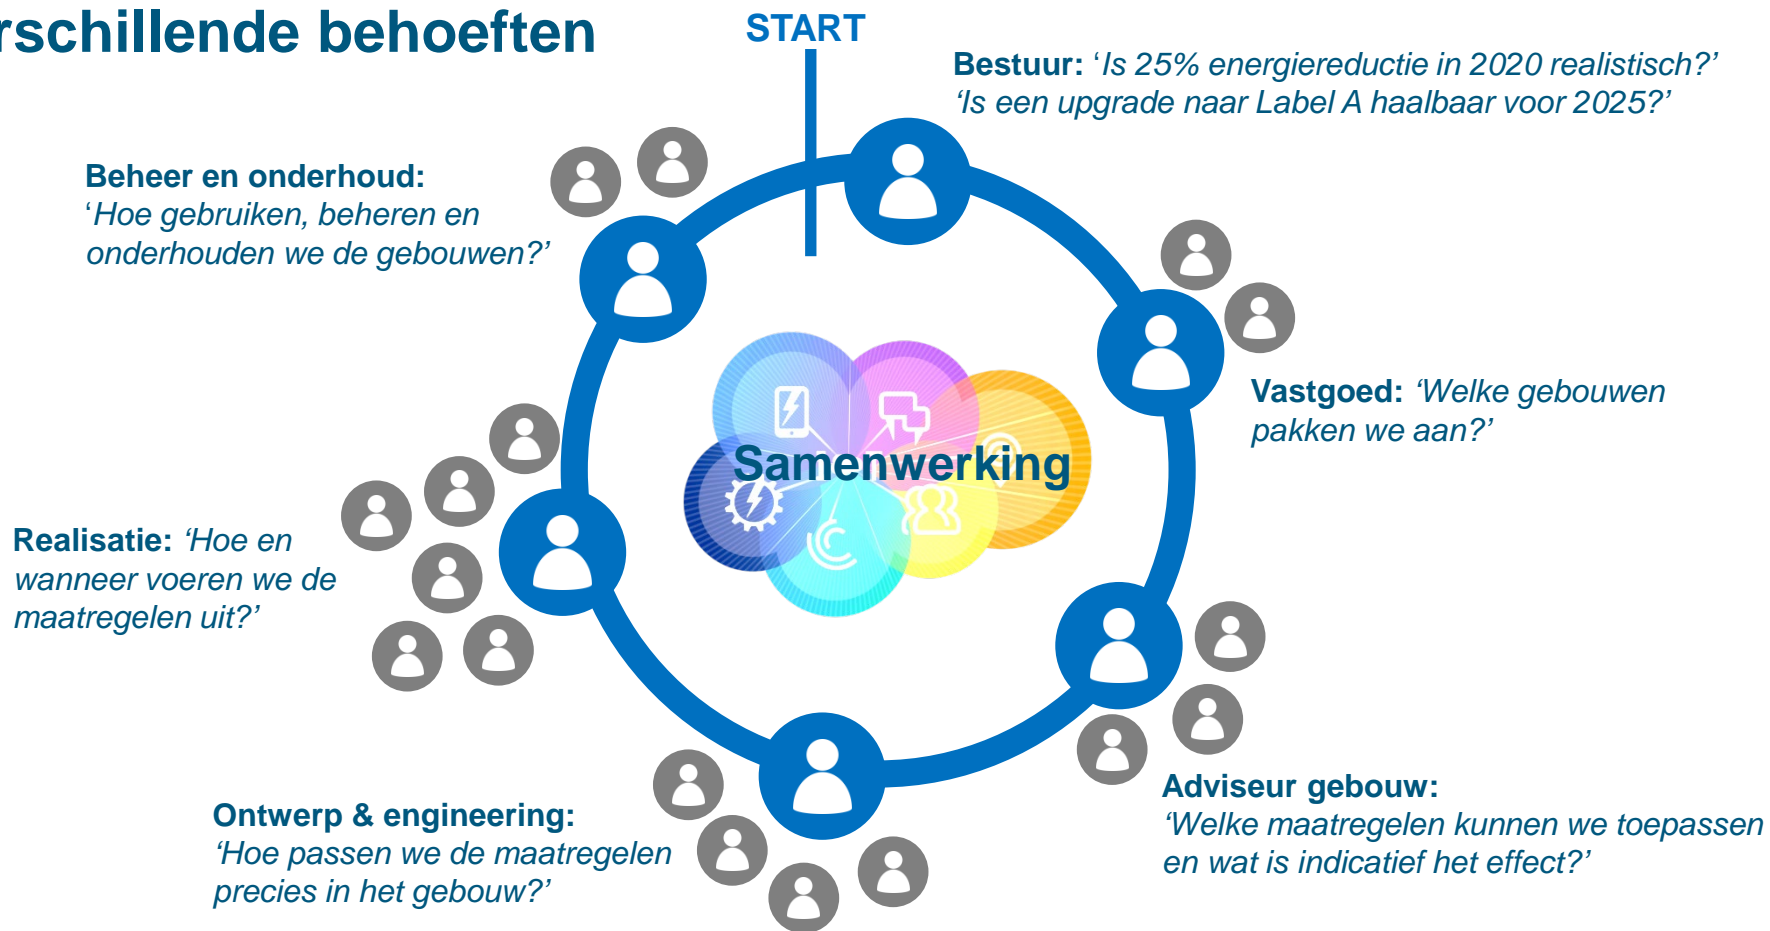 rschillende behoeften
START
Bestuur: ‘Is 25% energiereductie in 2020 realistisch?’
‘Is een upgrade naar Label A haalbaar voor 2025?’
Beheer en onderhoud:
‘Hoe gebruiken, beheren en
onderhouden we de gebouwen?’
Vastgoed: ‘Welke gebouwen
pakken we aan?’
Samenwerking
Realisatie: ‘Hoe en
wanneer voeren we de
maatregelen uit?’
Adviseur gebouw:
‘Welke maatregelen kunnen we toepassen
en wat is indicatief het effect?’
Ontwerp & engineering:
‘Hoe passen we de maatregelen
precies in het gebouw?’